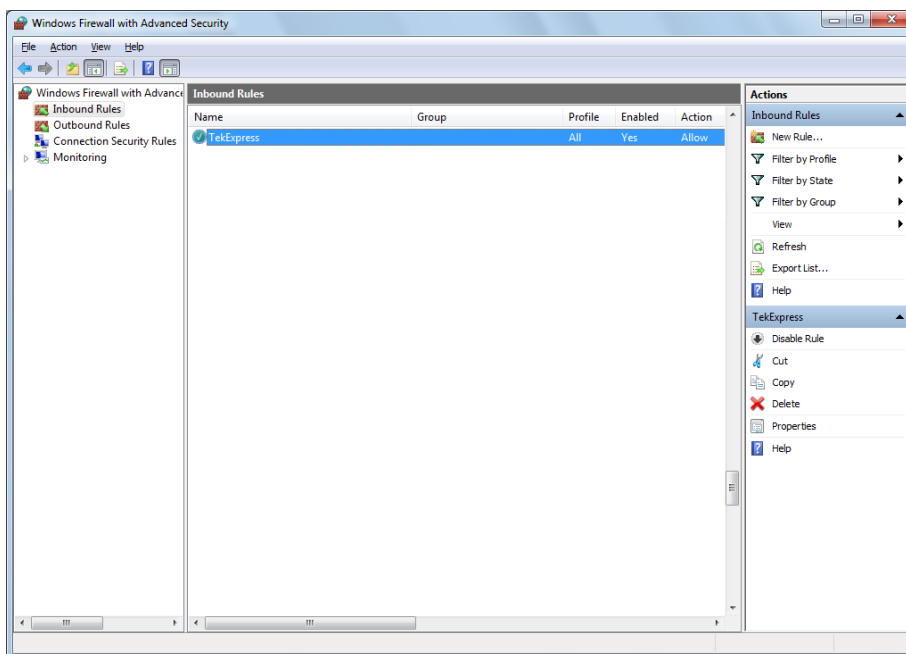 Windows Firewall with Advanced Security
File Action View Help
Windows Firewall with Advance
Inbound Rules
Outbound Rules
Connection Security Rules
Monitoring
Inbound Rules
Name Group Profile Enabled Action
TekExpress All Yes Allow
Actions
Inbound Rules
New Rule...
Filter by Profile
Filter by State
Filter by Group
View
Refresh
Export List...
Help
TekExpress
Disable Rule
Cut
Copy
Delete
Properties
Help